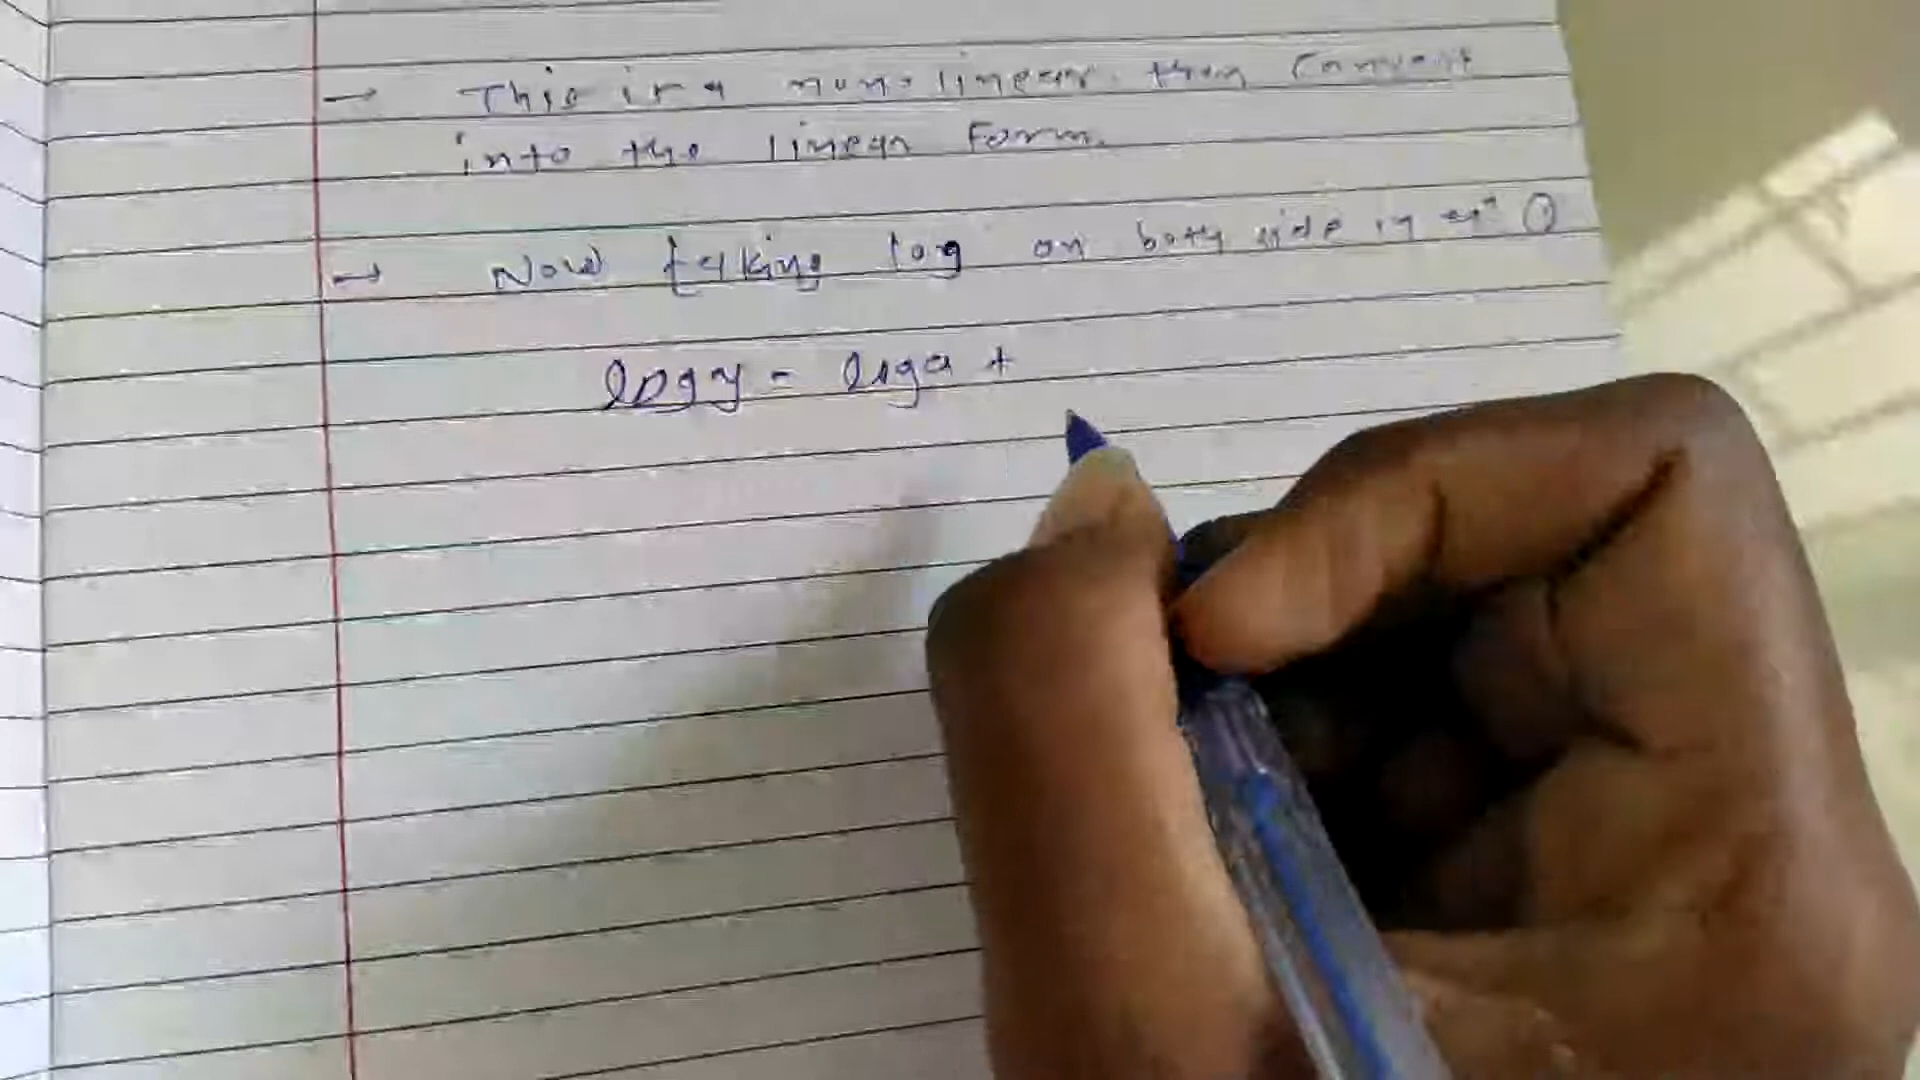 → This is a non-linear. then convert
into the linear Form.
→ Now taking log on both side in eqⁿ ①
log y = log a +